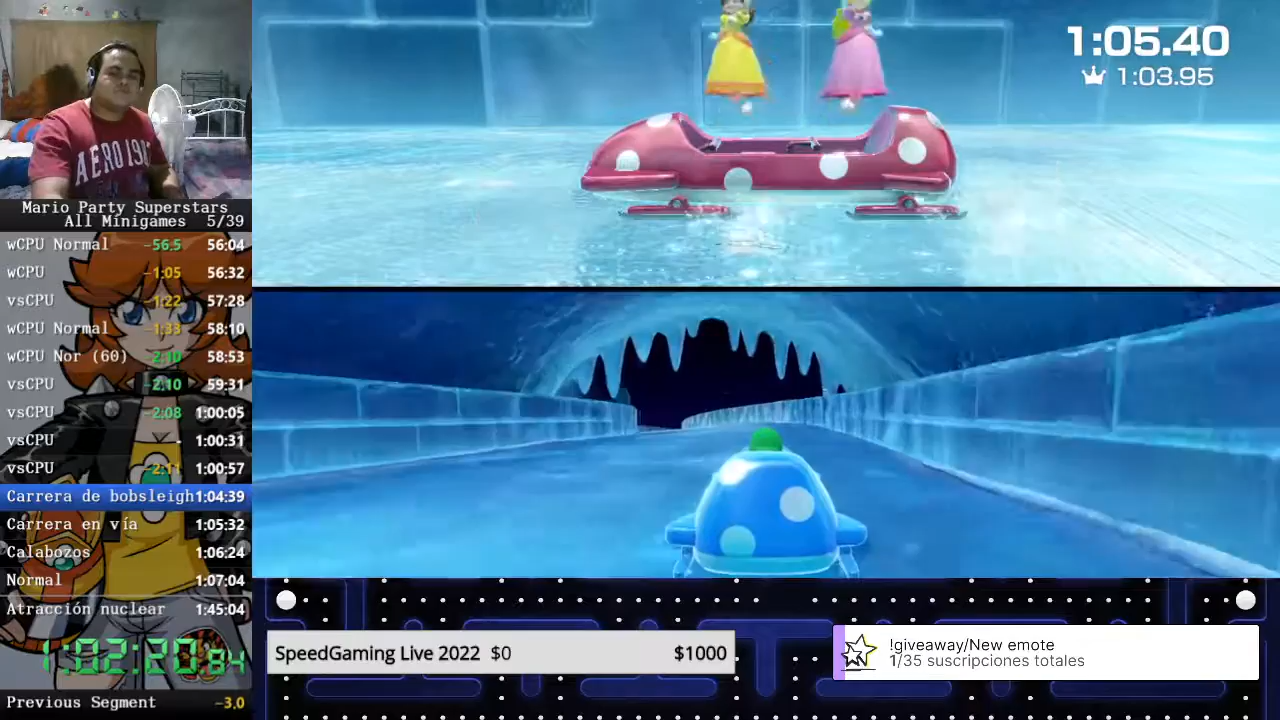 1:05.40
1:03.95
AERO 198
Mario Party Superstars
All Minigames 5/39
wCPU Normal -56.5 56:04
wCPU -1:05 56:32
vsCPU -1:22 57:28
wCPU Normal -1:33 58:10
wCPU Nor (60) -2:10 58:53
vsCPU -2:10 59:31
vsCPU -2:08 1:00:05
vsCPU - 1:00:31
vsCPU -2:11 1:00:57
Carrera de bobsleigh 1:04:39
Carrera en vía 1:05:32
Calabozos 1:06:24
Normal 1:07:04
Atracción nuclear 1:45:04
1:02:20.84
Previous Segment -3.0
SpeedGaming Live 2022 $0 $1000
!giveaway/New emote
1/35 suscripciones totales